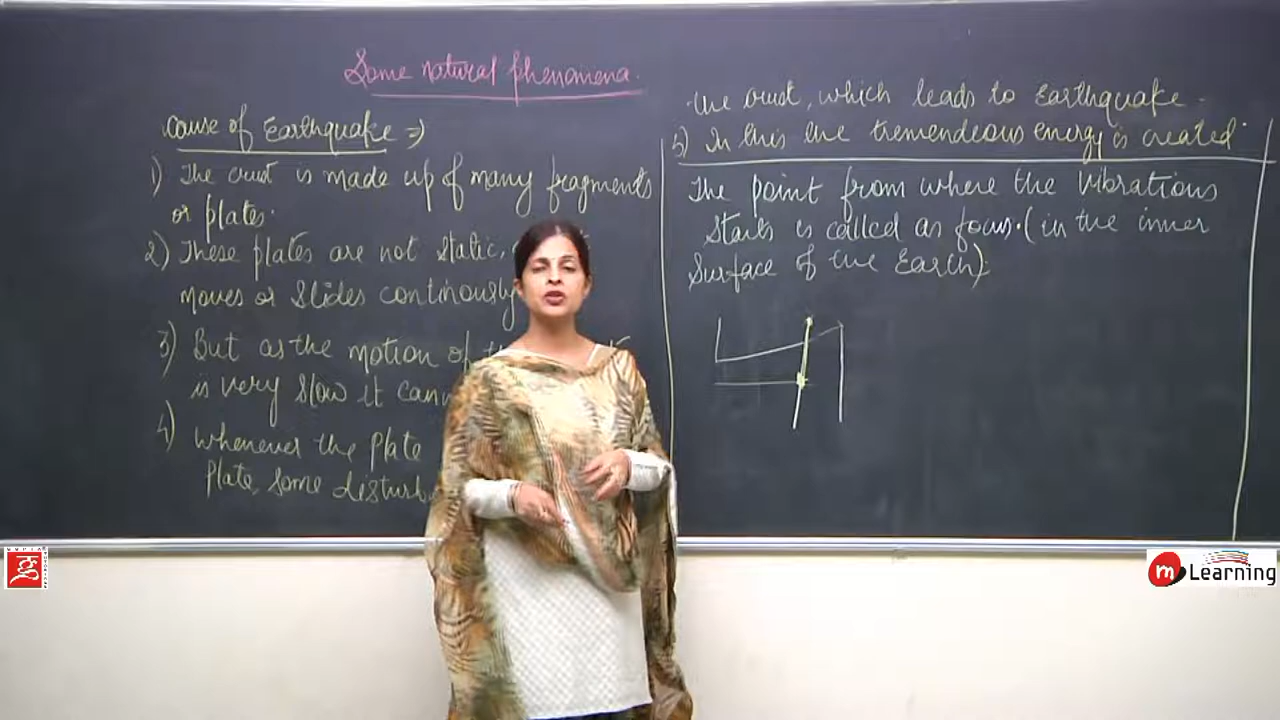 Some natural phenomena.
Cause of Earthquake ⇒
1) The crust is made up of many fragments
or plates.
2) These plates are not static,
moves or slides continously
3) But as the motion of
is very slow it
4) Whenever the plate
plate, some
the crust, which leads to Earthquake.
5) In this the tremendeous energy is created.
The point from where the vibrations
starts is called as focus. (in the inner
surface of the Earth).
m Learning